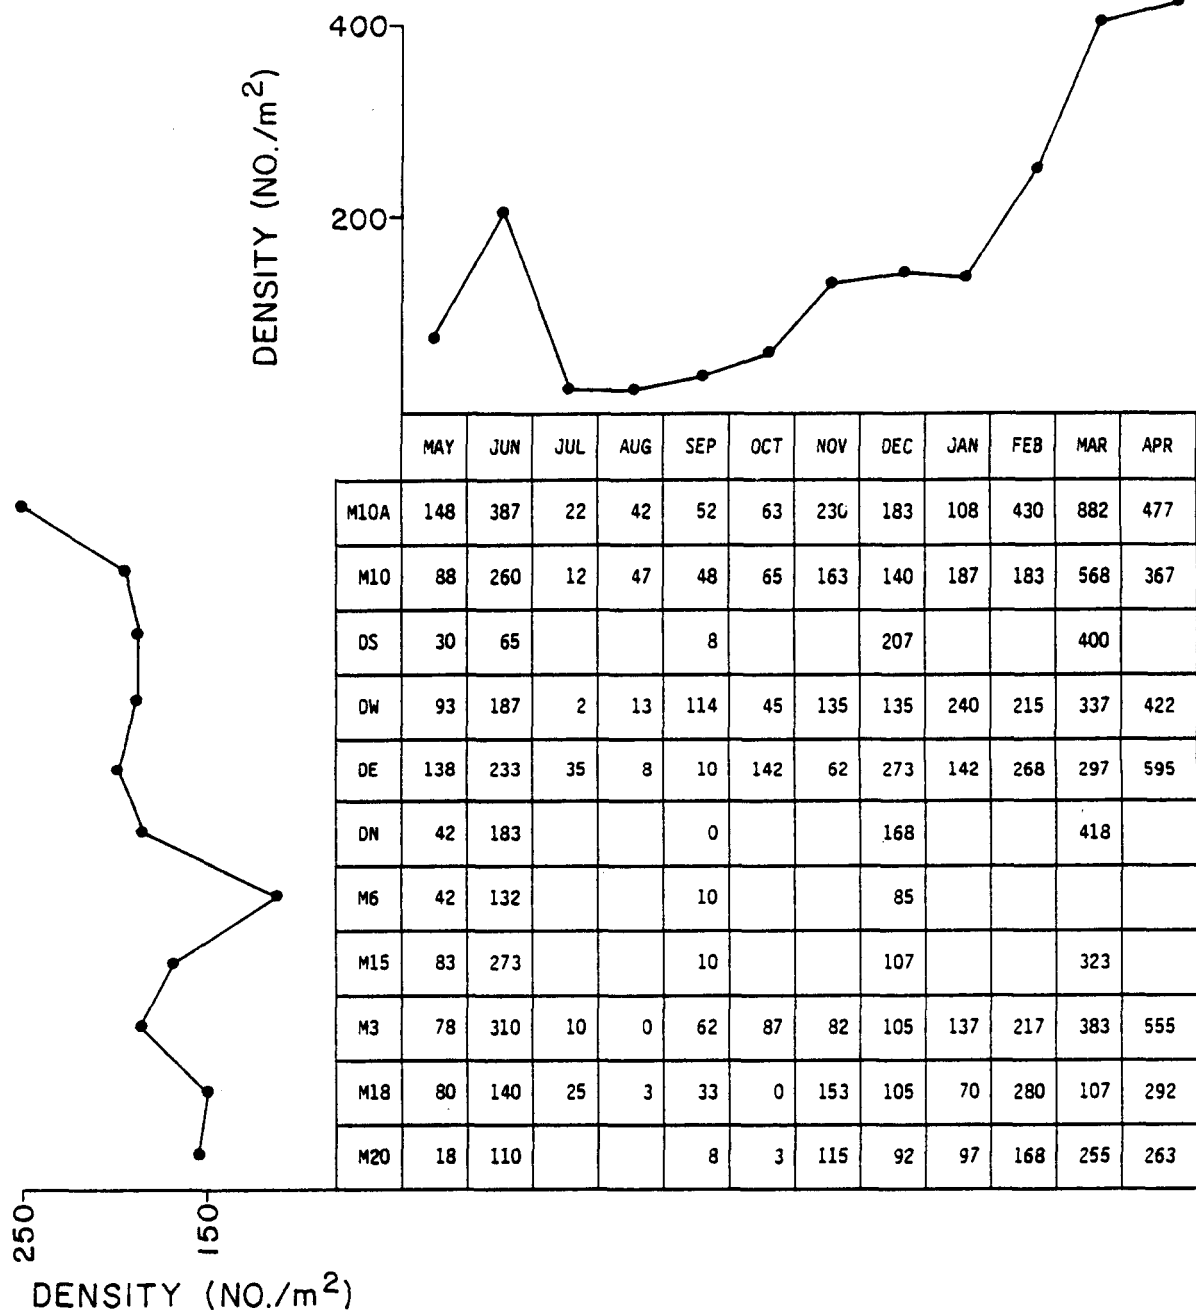 400
200
DENSITY (NO./m²)
MAY JUN JUL AUG SEP OCT NOV DEC JAN FEB MAR APR
M10A 148 387 22 42 52 63 230 183 108 430 882 477
M10 88 260 12 47 48 65 163 140 187 183 568 367
DS 30 65 8 207 400
DW 93 187 2 13 114 45 135 135 240 215 337 422
DE 138 233 35 8 10 142 62 273 142 268 297 595
DN 42 183 0 168 418
M6 42 132 10 85
M15 83 273 10 107 323
M3 78 310 10 0 62 87 82 105 137 217 383 555
M18 80 140 25 3 33 0 153 105 70 280 107 292
M20 18 110 8 3 115 92 97 168 255 263
250 150
DENSITY (NO./m²)